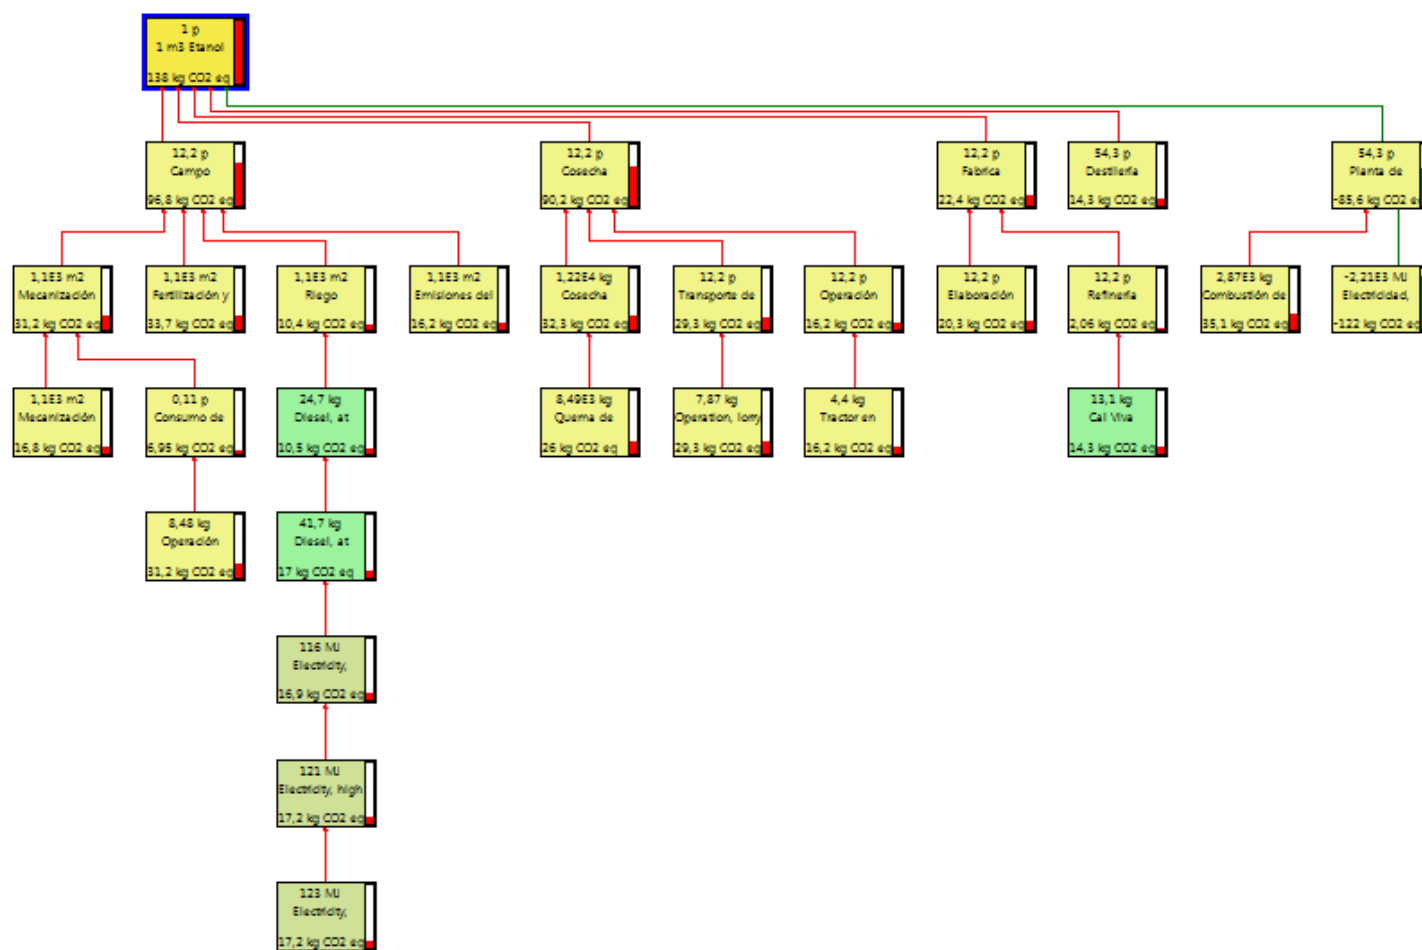 1 p
1 m3 Etanol
138 kg CO2 eq
12,2 p
Campo
96,8 kg CO2 eq
12,2 p
Cosecha
90,2 kg CO2 eq
12,2 p
Fabrica
22,4 kg CO2 eq
54,3 p
Destilería
14,3 kg CO2 eq
54,3 p
Planta de
-85,6 kg CO2 e
1,1E3 m2
Mecanización
31,2 kg CO2 eq
1,1E3 m2
Fertilización y
33,7 kg CO2 eq
1,1E3 m2
Riego
10,4 kg CO2 eq
1,1E3 m2
Emisiones del
16,2 kg CO2 eq
1,22E4 kg
Cosecha
32,3 kg CO2 eq
12,2 p
Transporte de
29,3 kg CO2 eq
12,2 p
Operación
16,2 kg CO2 eq
12,2 p
Elaboración
20,3 kg CO2 eq
12,2 p
Refinería
2,06 kg CO2 eq
2,87E3 kg
Combustión de
35,1 kg CO2 eq
-2,21E3 MJ
Electricidad,
-122 kg CO2 eq
1,1E3 m2
Mecanización
16,8 kg CO2 eq
0,11 p
Consumo de
6,95 kg CO2 eq
24,7 kg
Diesel, at
10,5 kg CO2 eq
8,49E3 kg
Quema de
26 kg CO2 eq
7,87 kg
Operation, lorry
29,3 kg CO2 eq
4,4 kg
Tractor en
16,2 kg CO2 eq
13,1 kg
Cal Viva
14,3 kg CO2 eq
8,48 kg
Operación
31,2 kg CO2 eq
41,7 kg
Diesel, at
17 kg CO2 eq
116 MJ
Electricity,
16,9 kg CO2 eq
121 MJ
Electricity, high
17,2 kg CO2 eq
123 MJ
Electricity,
17,2 kg CO2 eq